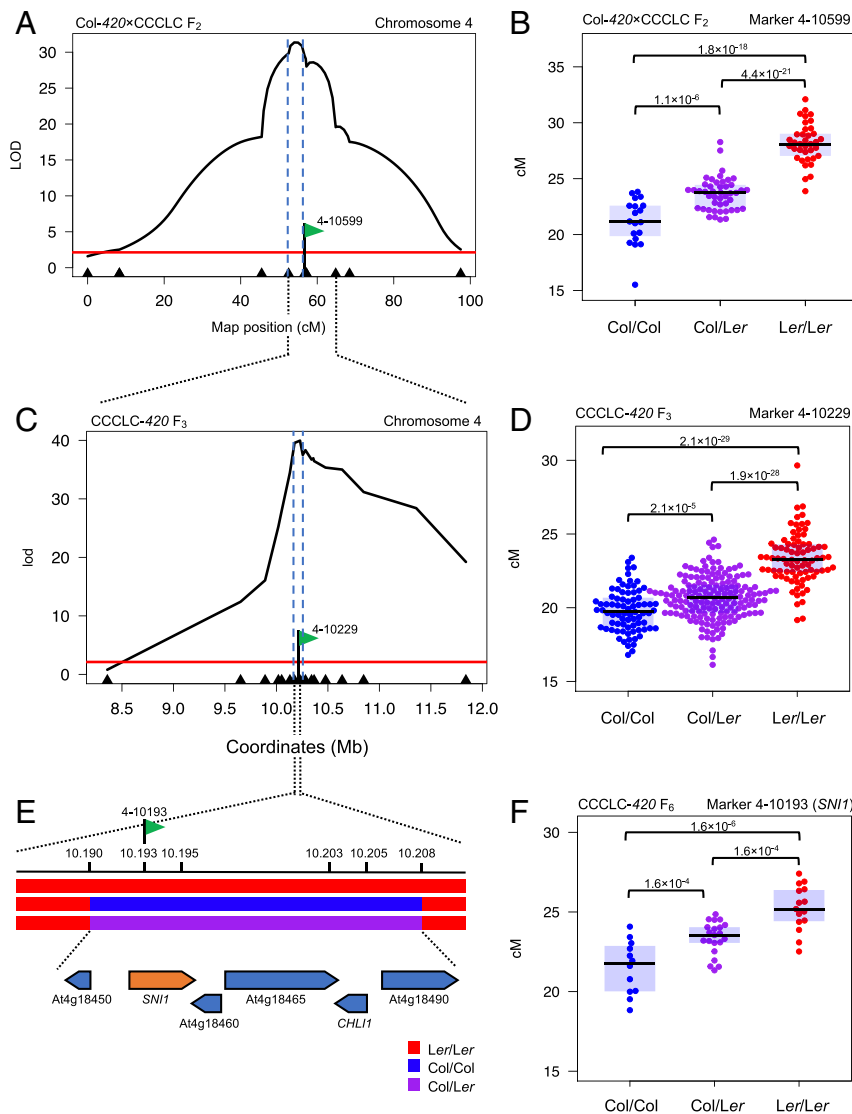 A
Col-420×CCCLC F2
Chromosome 4
LOD
30
25
20
15
10
5
0
4-10599
0 20 40 60 80 100
Map position (cM)
B
Col-420×CCCLC F2
Marker 4-10599
cM
35
30
25
20
15
1.8×10-18
1.1×10-6
4.4×10-21
Col/Col Col/Ler Ler/Ler
C
CCCLC-420 F3
Chromosome 4
lod
40
30
20
10
0
4-10229
8.5 9.0 9.5 10.0 10.5 11.0 11.5 12.0
Coordinates (Mb)
D
CCCLC-420 F3
Marker 4-10229
cM
30
25
20
15
2.1×10-29
2.1×10-5
1.9×10-28
Col/Col Col/Ler Ler/Ler
E
4-10193
10.190 10.193 10.195 10.203 10.205 10.208
At4g18450 SNI1 At4g18460 At4g18465 CHLI1 At4g18490
Ler/Ler
Col/Col
Col/Ler
F
CCCLC-420 F6
Marker 4-10193 (SNI1)
cM
30
25
20
15
1.6×10-6
1.6×10-4
1.6×10-4
Col/Col Col/Ler Ler/Ler